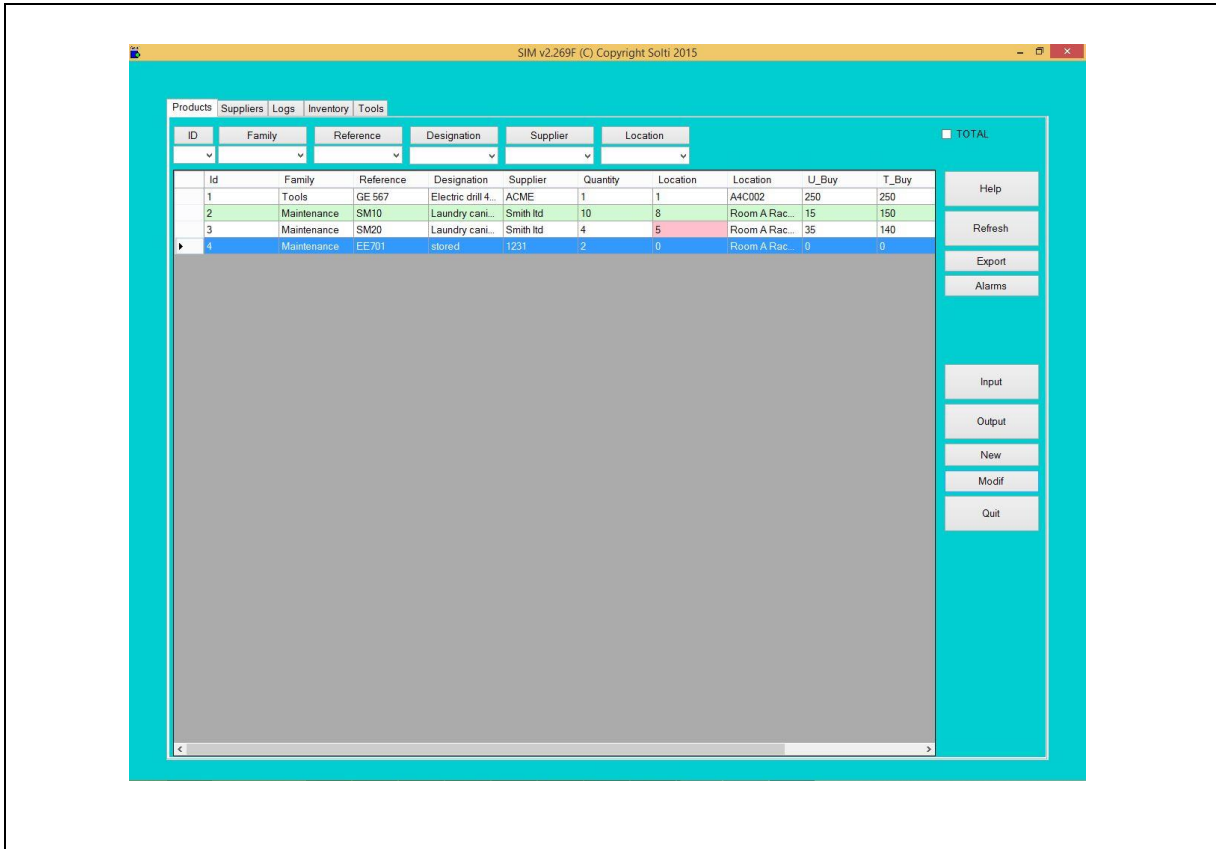 SIM v2.269F (C) Copyright Solti 2015
Products Suppliers Logs Inventory Tools
ID Family Reference Designation Supplier Location TOTAL
Id Family Reference Designation Supplier Quantity Location Location U_Buy T_Buy
1 Tools GE 567 Electric drill 4... ACME 1 1 A4C002 250 250
2 Maintenance SM10 Laundry cani... Smith ltd 10 8 Room A Rac... 15 150
3 Maintenance SM20 Laundry cani... Smith ltd 4 5 Room A Rac... 35 140
4 Maintenance EE701 stored 1231 2 0 Room A Rac... 0 0
Help
Refresh
Export
Alarms
Input
Output
New
Modif
Quit